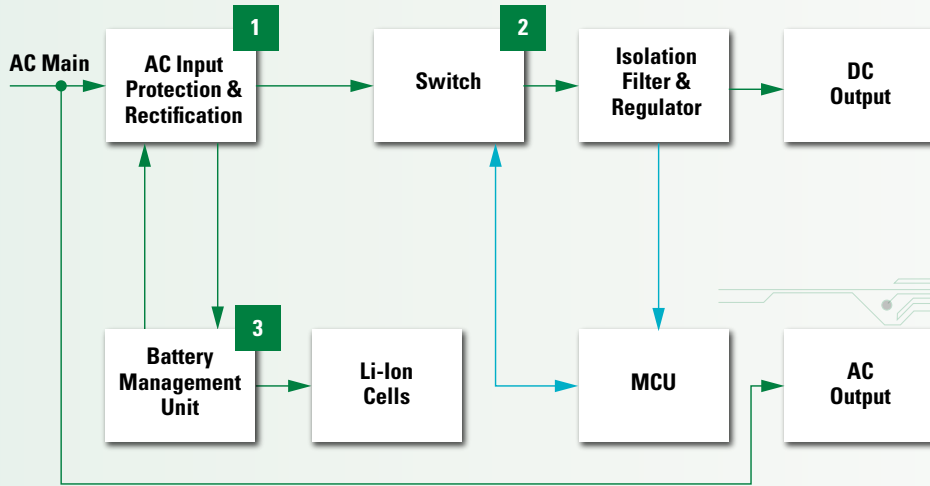 1
2
AC Main
AC Input
Protection &
Rectification
Switch
Isolation
Filter &
Regulator
DC
Output
3
Battery
Management
Unit
Li-Ion
Cells
MCU
AC
Output